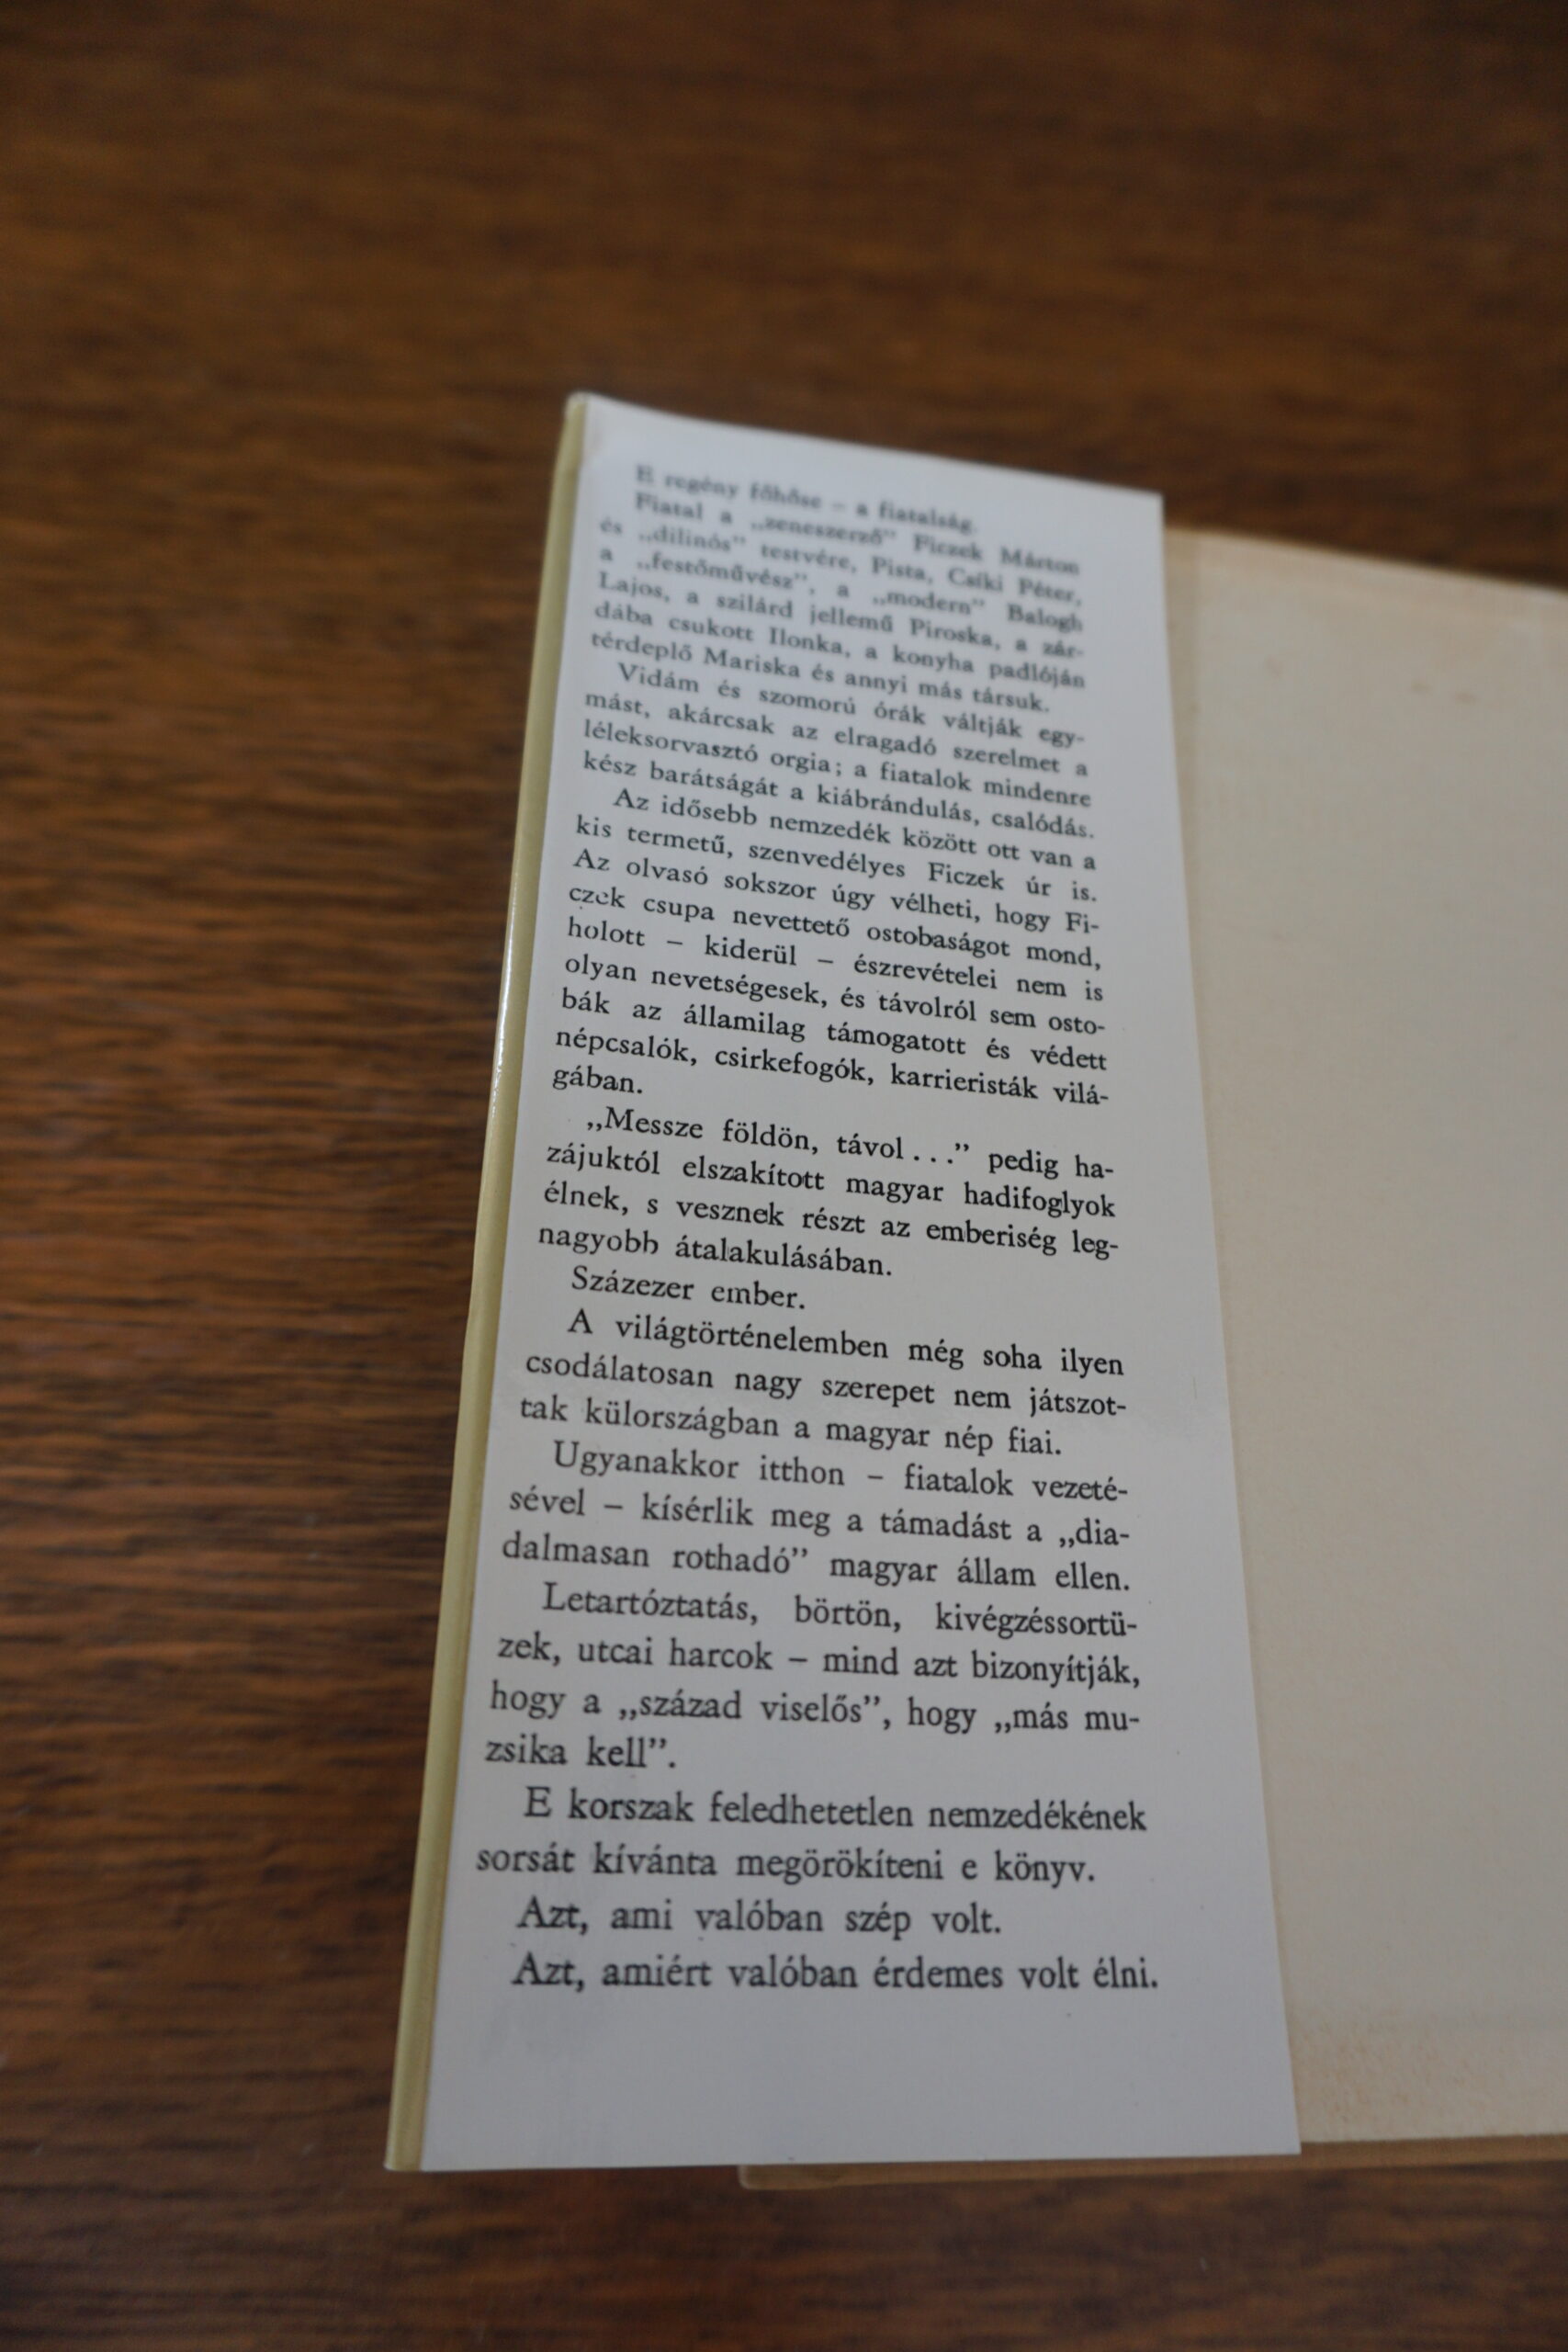 E regény főhőse – a fiatalság.
Fiatal a „zeneszerző” Ficzek Márton
és „dilinós” testvére, Pista, Csíki Péter,
a „festőművész”, a „modern” Balogh
Lajos, a szilárd jellemű Piroska, a zár-
dába csukott Ilonka, a konyha padlóján
térdeplő Mariska és annyi más társuk.
Vidám és szomorú órák váltják egy-
mást, akárcsak az elragadó szerelmet a
léleksorvasztó orgia; a fiatalok mindenre
kész barátságát a kiábrándulás, csalódás.
Az idősebb nemzedék között ott van a
kis termetű, szenvedélyes Ficzek úr is.
Az olvasó sokszor úgy vélheti, hogy Fi-
czek csupa nevettető ostobaságot mond,
holott – kiderül – észrevételei nem is
olyan nevetségesek, és távolról sem osto-
bák az államilag támogatott és védett
népcsalók, csirkefogók, karrieristák vilá-
gában.
„Messze földön, távol...” pedig ha-
zájuktól elszakított magyar hadifoglyok
élnek, s vesznek részt az emberiség leg-
nagyobb átalakulásában.
Százezer ember.
A világtörténelemben még soha ilyen
csodálatosan nagy szerepet nem játszot-
tak külországban a magyar nép fiai.
Ugyanakkor itthon – fiatalok vezeté-
sével – kísérlik meg a támadást a „dia-
dalmasan rothadó” magyar állam ellen.
Letartóztatás, börtön, kivégzéssortü-
zek, utcai harcok – mind azt bizonyítják,
hogy a „század viselős”, hogy „más mu-
zsika kell”.
E korszak feledhetetlen nemzedékének
sorsát kívánta megörökíteni e könyv.
Azt, ami valóban szép volt.
Azt, amiért valóban érdemes volt élni.